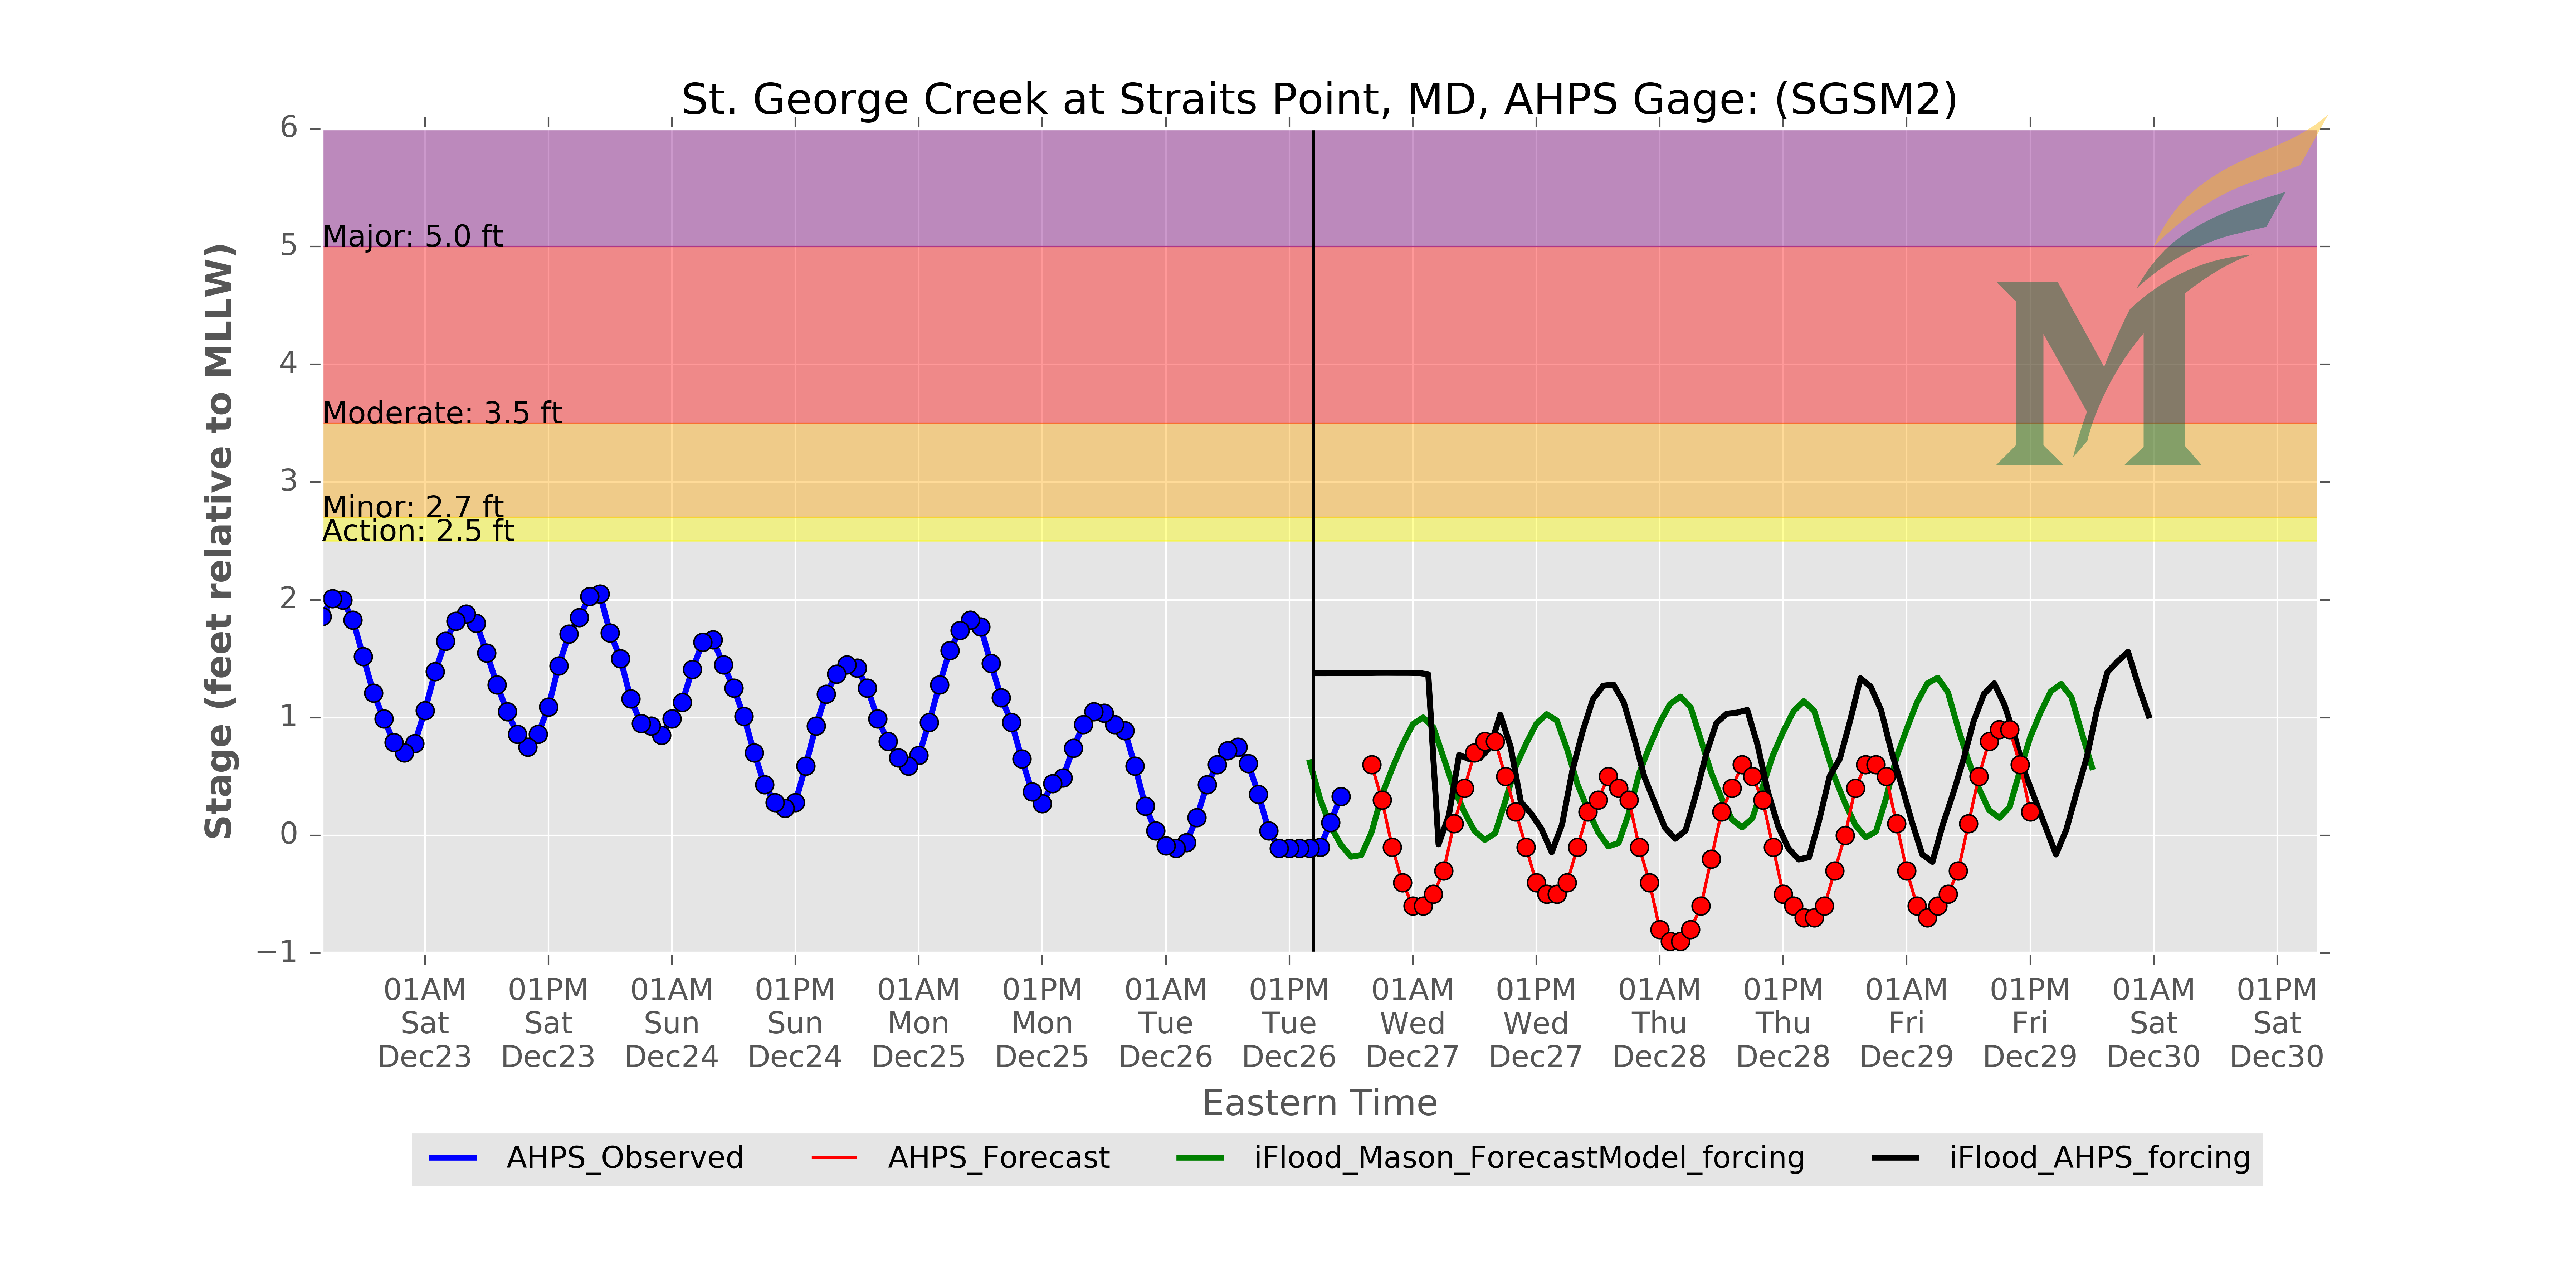 St. George Creek at Straits Point, MD, AHPS Gage: (SGSM2)
Stage (feet relative to MLLW)
6
5
4
3
2
1
0
−1
Major: 5.0 ft
Moderate: 3.5 ft
Minor: 2.7 ft
Action: 2.5 ft
M
01AM 01PM 01AM 01PM 01AM 01PM 01AM 01PM 01AM 01PM 01AM 01PM 01AM 01PM 01AM 01PM
Sat Sat Sun Sun Mon Mon Tue Tue Wed Wed Thu Thu Fri Fri Sat Sat
Dec23 Dec23 Dec24 Dec24 Dec25 Dec25 Dec26 Dec26 Dec27 Dec27 Dec28 Dec28 Dec29 Dec29 Dec30 Dec30
Eastern Time
AHPS_Observed AHPS_Forecast iFlood_Mason_ForecastModel_forcing iFlood_AHPS_forcing